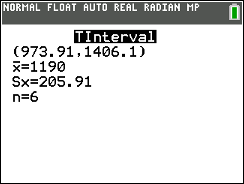 NORMAL FLOAT AUTO REAL RADIAN MP
TInterval
(973.91,1406.1)
x̄=1190
Sx=205.91
n=6